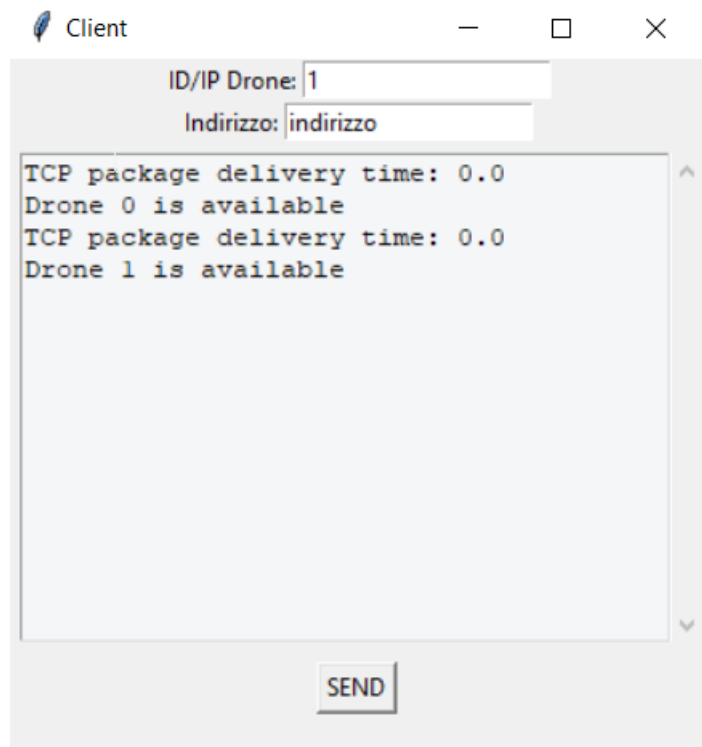 Client
ID/IP Drone: 1
Indirizzo: indirizzo
TCP package delivery time: 0.0
Drone 0 is available
TCP package delivery time: 0.0
Drone 1 is available
SEND